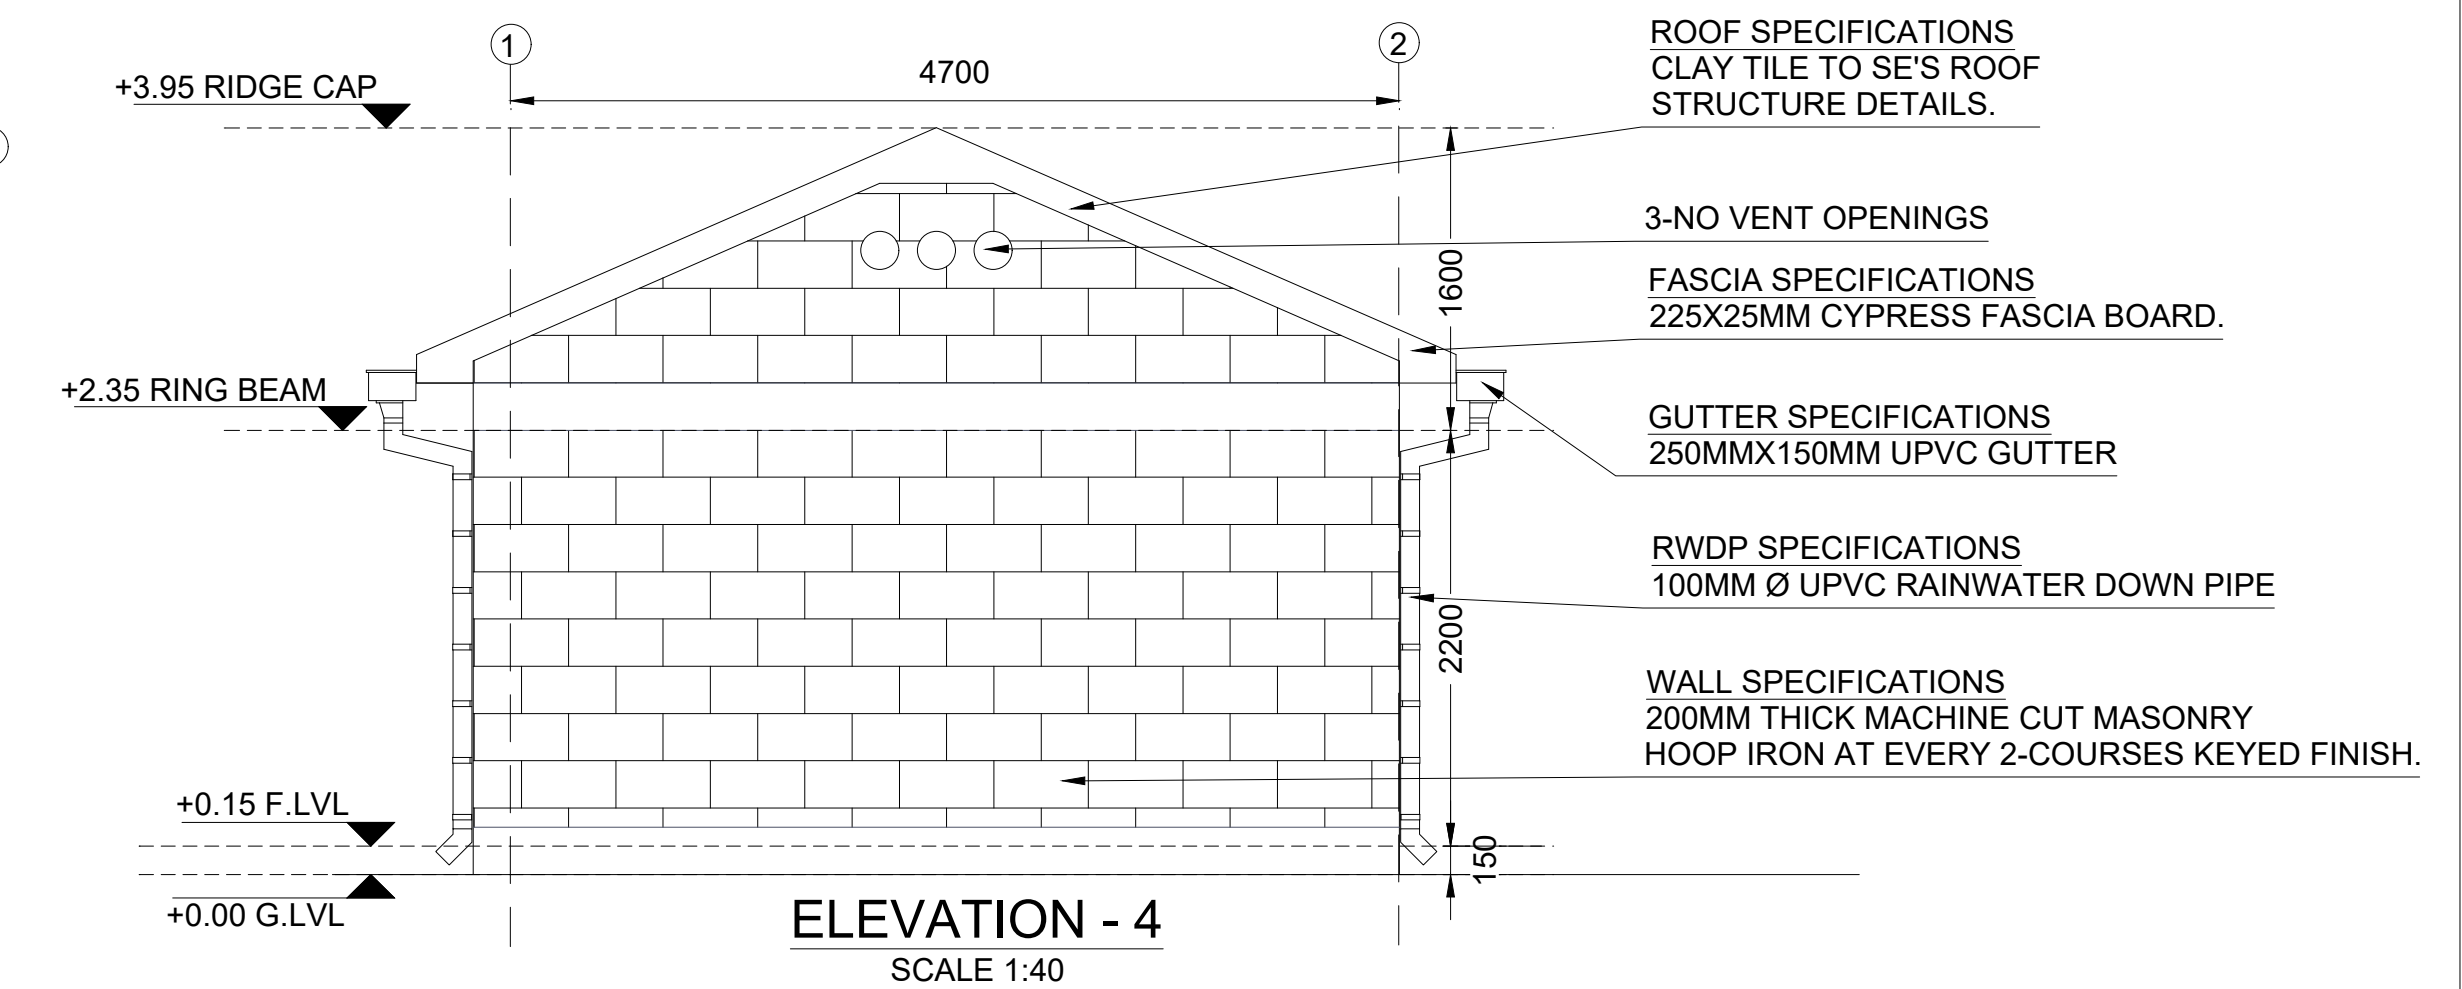 1
2
4700
+3.95 RIDGE CAP
ROOF SPECIFICATIONS
CLAY TILE TO SE'S ROOF
STRUCTURE DETAILS.
3-NO VENT OPENINGS
1600
FASCIA SPECIFICATIONS
225X25MM CYPRESS FASCIA BOARD.
+2.35 RING BEAM
GUTTER SPECIFICATIONS
250MMX150MM UPVC GUTTER
RWDP SPECIFICATIONS
100MM Ø UPVC RAINWATER DOWN PIPE
2200
WALL SPECIFICATIONS
200MM THICK MACHINE CUT MASONRY
HOOP IRON AT EVERY 2-COURSES KEYED FINISH.
+0.15 F.LVL
150
+0.00 G.LVL
ELEVATION - 4
SCALE 1:40